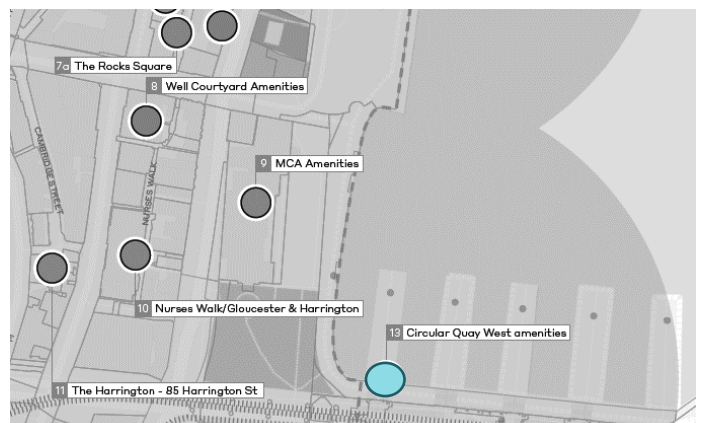 7a The Rocks Square
8 Well Courtyard Amenities
CAMBRIDGE STREET
NURSES WALK
9 MCA Amenities
10 Nurses Walk/Gloucester & Harrington
13 Circular Quay West amenities
11 The Harrington - 85 Harrington St